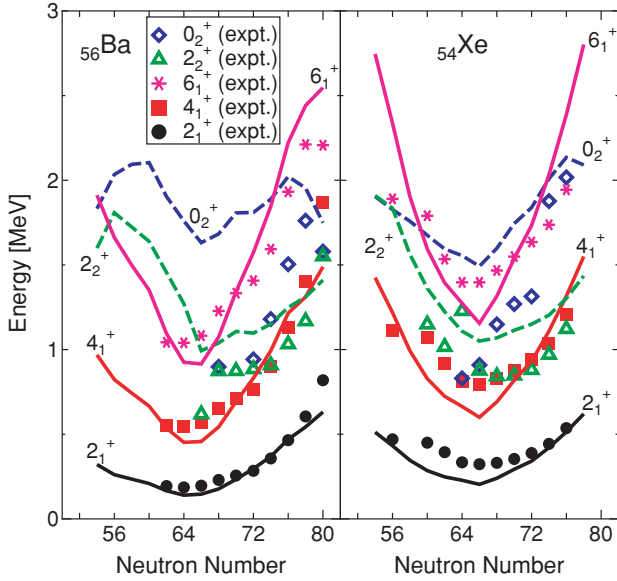 ₅₆Ba
0₂⁺ (expt.)
2₂⁺ (expt.)
6₁⁺ (expt.)
4₁⁺ (expt.)
2₁⁺ (expt.)
6₁⁺
0₂⁺
2₂⁺
4₁⁺
2₁⁺
₅₄Xe
6₁⁺
0₂⁺
2₂⁺
4₁⁺
2₁⁺
Energy [MeV]
3
2
1
0
56 64 72 80
56 64 72 80
Neutron Number
Neutron Number